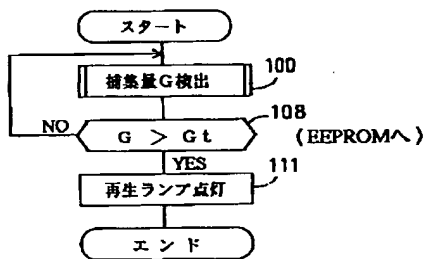 スタート
補集量G検出
100
G > Gt
108
NO
(EEPROMへ)
YES
再生ランプ点灯
111
エンド